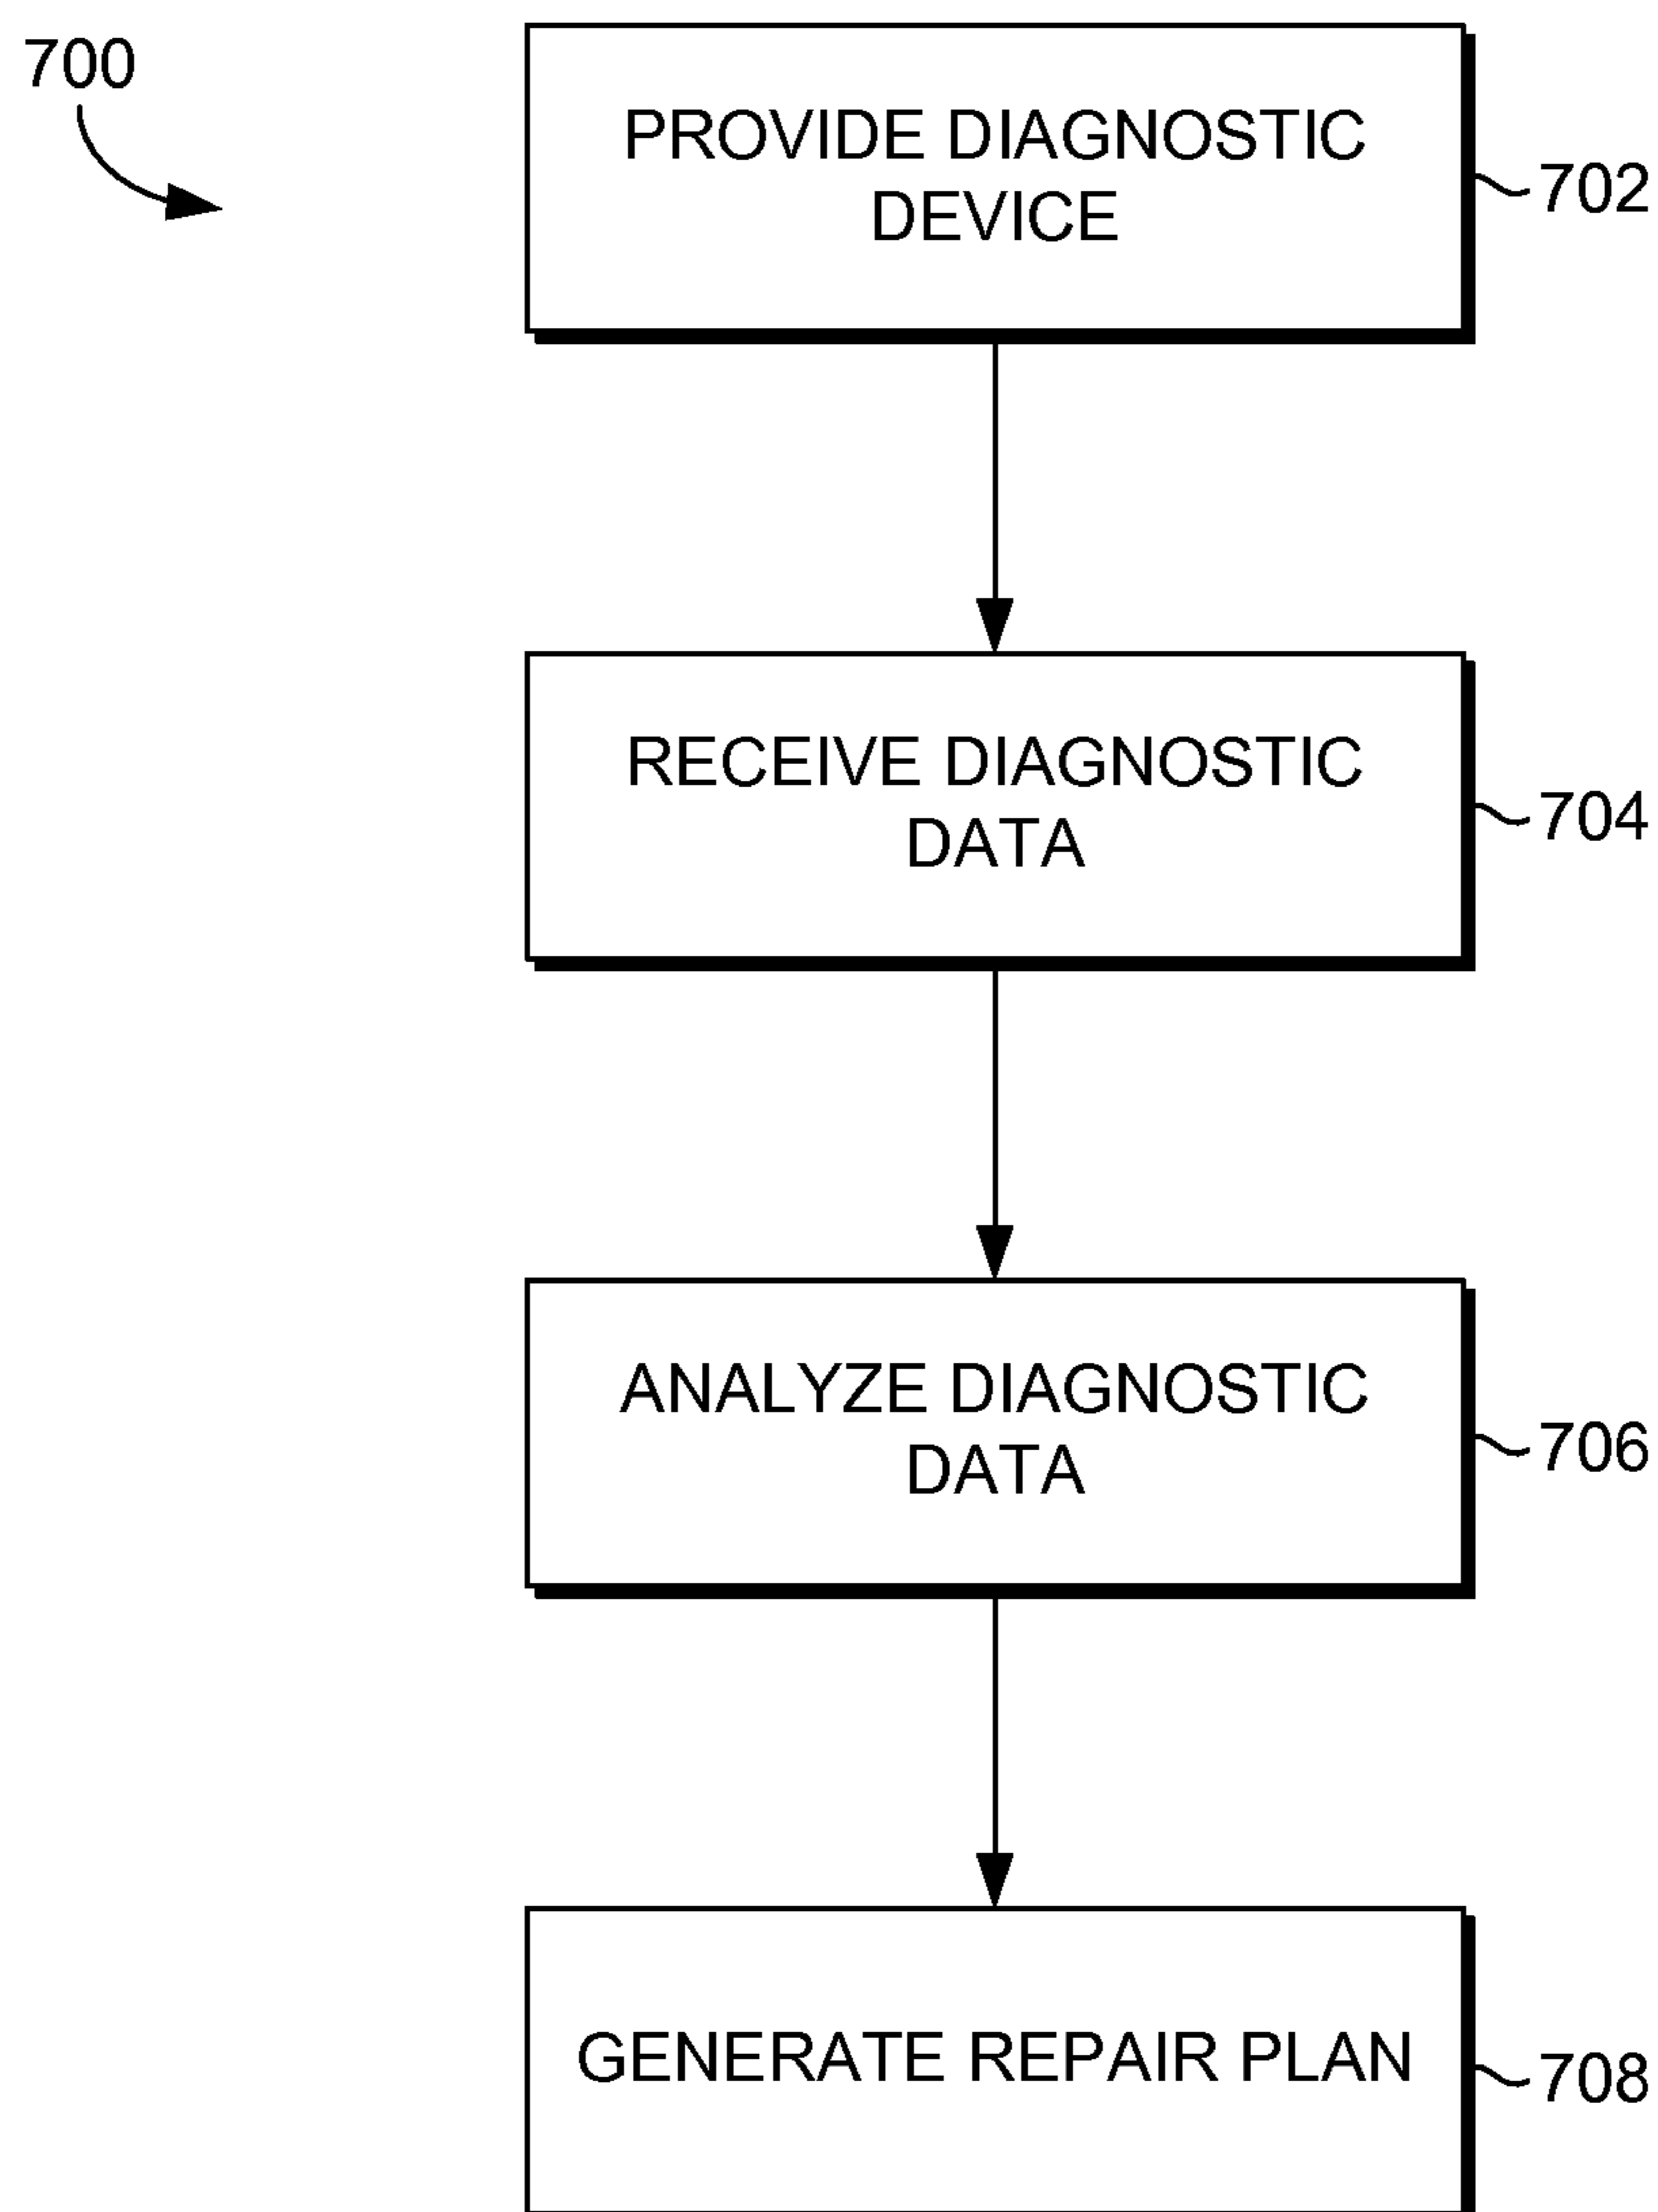 700
PROVIDE DIAGNOSTIC
DEVICE
702
RECEIVE DIAGNOSTIC
DATA
704
ANALYZE DIAGNOSTIC
DATA
706
GENERATE REPAIR PLAN
708